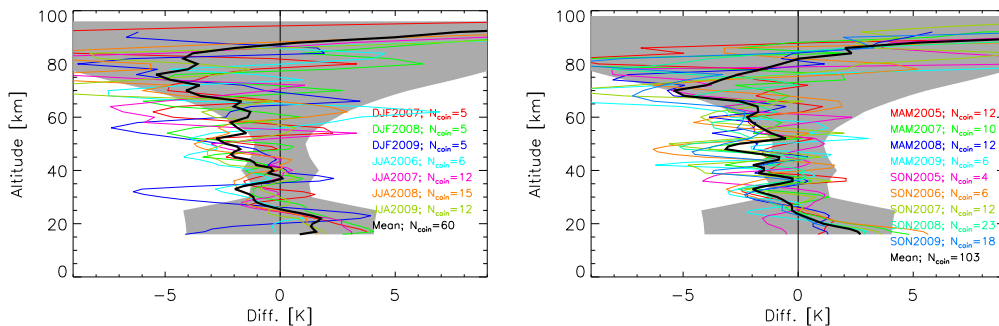 100
80
60
40
20
0
Altitude [km]
−5
0
5
Diff. [K]
DJF2007; Ncoin=5
DJF2008; Ncoin=5
DJF2009; Ncoin=5
JJA2006; Ncoin=6
JJA2007; Ncoin=12
JJA2008; Ncoin=15
JJA2009; Ncoin=12
Mean; Ncoin=60
100
80
60
40
20
0
Altitude [km]
−5
0
5
Diff. [K]
MAM2005; Ncoin=12
MAM2007; Ncoin=10
MAM2008; Ncoin=12
MAM2009; Ncoin=6
SON2005; Ncoin=4
SON2006; Ncoin=6
SON2007; Ncoin=12
SON2008; Ncoin=23
SON2009; Ncoin=18
Mean; Ncoin=103